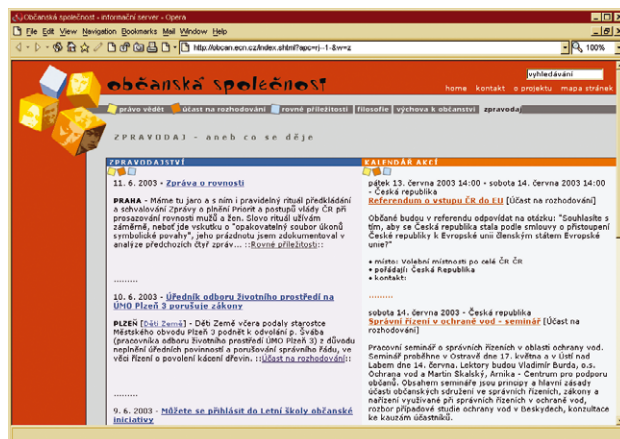 Občanská společnost - informační server - Opera
File Edit View Navigation Bookmarks Mail Window Help
http://obcan.ecn.cz/index.shtml?apc=rj--1-&w=z
100%
občanská společnost
vyhledávání
home kontakt o projektu mapa stránek
právo vědět účast na rozhodování rovné příležitosti filosofie výchova k občanství zpravodaj
ZPRAVODAJ - aneb co se děje
ZPRAVODAJSTVÍ
11. 6. 2003 - Zpráva o rovnosti
PRAHA - Máme tu jaro a s ním i pravidelný rituál předkládání
a schvalování Zprávy o plnění Priorit a postupů vlády ČR při
prosazování rovnosti mužů a žen. Slovo rituál užívám
záměrně, neboť jde vskutku o "opakovatelný soubor úkonů
symbolické povahy", jeho prázdnotu jsem zdokumentoval v
analýze předchozích čtyř zpráv... ::Rovné příležitosti::
.........
10. 6. 2003 - Úředník odboru životního prostředí na
ÚMO Plzeň 3 porušuje zákony
PLZEŇ [Děti Země] - Děti Země včera podaly starostce
Městského obvodu Plzeň 3 podnět k odvolání p. Švába
(pracovníka odboru životního prostředí ÚMO Plzeň 3) z důvodu
neplnění úředních povinností a porušování správního řádu, ve
věci řízení o povolení kácení dřevin. ::Účast na rozhodování::
.........
9. 6. 2003 - Můžete se přihlásit do Letní školy občanské
iniciativy
KALENDÁŘ AKCÍ
pátek 13. června 2003 14:00 - sobota 14. června 2003 14:00
- Česká republika
Referendum o vstupu ČR do EU [Účast na rozhodování]
Občané budou v referendu odpovídat na otázku: "Souhlasíte s
tím, aby se Česká republika stala podle smlouvy o přistoupení
České republiky k Evropské unii členským státem Evropské
unie?"
• místo: Volební místnosti po celé ČR ČR
• pořádají: Česká Republika
• kontakt:
.........
sobota 14. června 2003 - Česká republika
Správní řízení v ochraně vod - seminář [Účast na
rozhodování]
Pracovní seminář o správních řízeních v oblasti ochrany vod.
Seminář proběhne v Ostravě dne 17. května a v Ústí nad
Labem dne 14. června. Lektory budou Vladimír Burda, o.s.
Ochrana vod a Martin Skalský, Arnika - Centrum pro podporu
občanů. Obsahem semináře jsou principy a hlavní zásady
účasti občanských sdružení ve správních řízeních, zákony a
nařízení využívané při správních řízeních v ochraně vod,
rozbor případové studie ochrany vod v Beskydech, konzultace
ke kauzám účastníků.